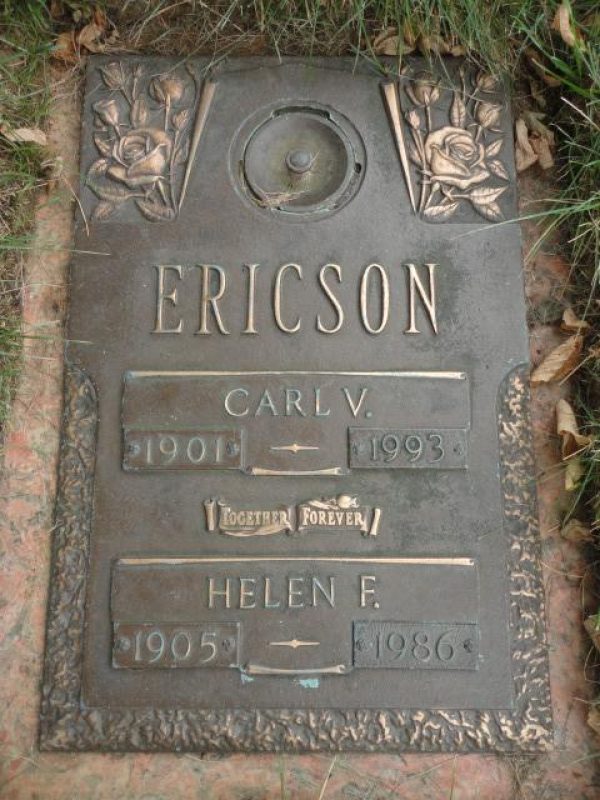 ERICSON
CARL V.
1901 1993
TOGETHER FOREVER
HELEN F.
1905 1986